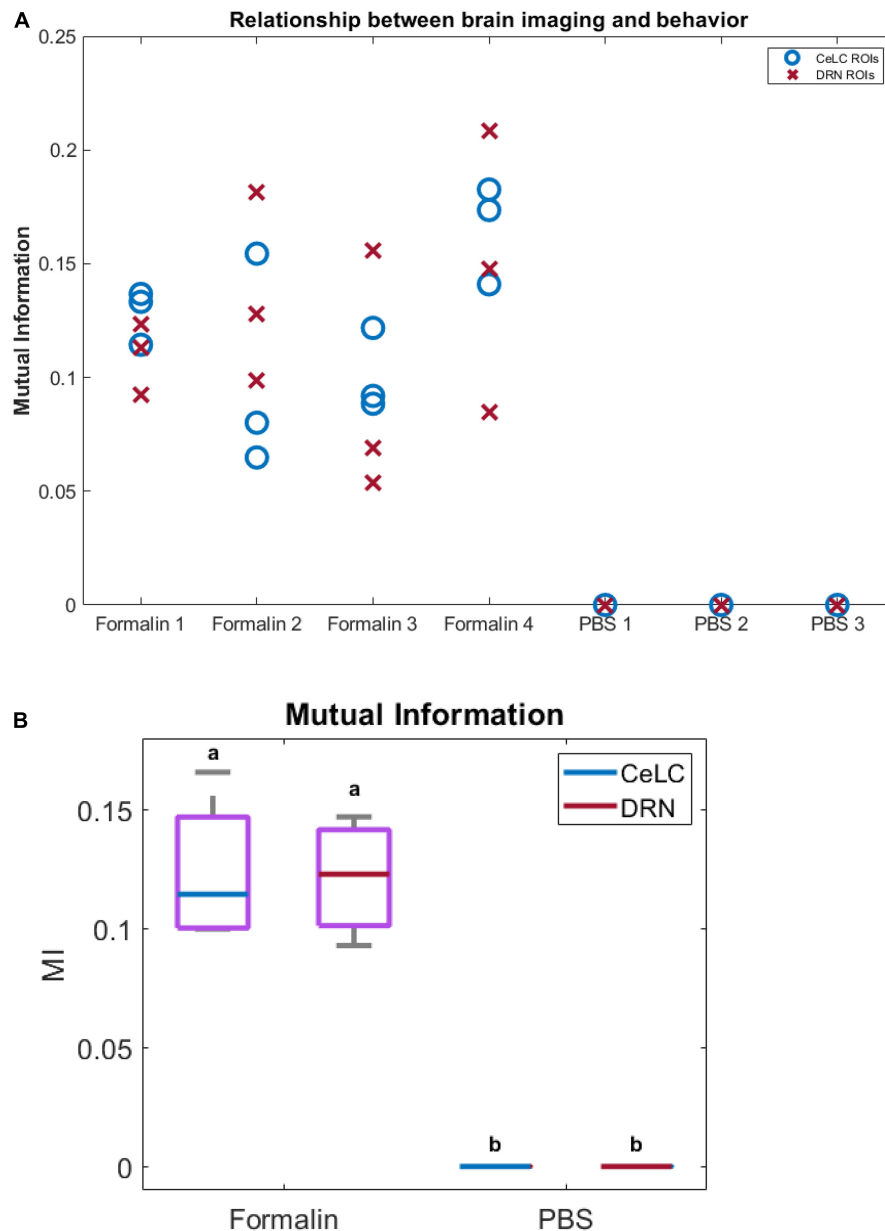 A
Relationship between brain imaging and behavior
0.25
CeLC ROIs
DRN ROIs
0.2
0.15
Mutual Information
0.1
0.05
0
Formalin 1 Formalin 2 Formalin 3 Formalin 4 PBS 1 PBS 2 PBS 3
B
Mutual Information
a
a
CeLC
DRN
0.15
0.1
MI
0.05
b b
0
Formalin PBS